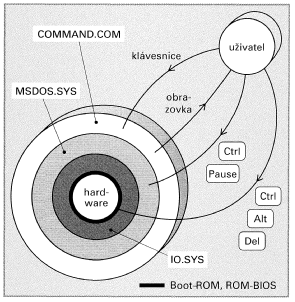 COMMAND.COM
uživatel
klávesnice
MSDOS.SYS
obra-
zovka
Ctrl
Pause
hard-
ware
Ctrl
Alt
Del
IO.SYS
Boot-ROM, ROM-BIOS